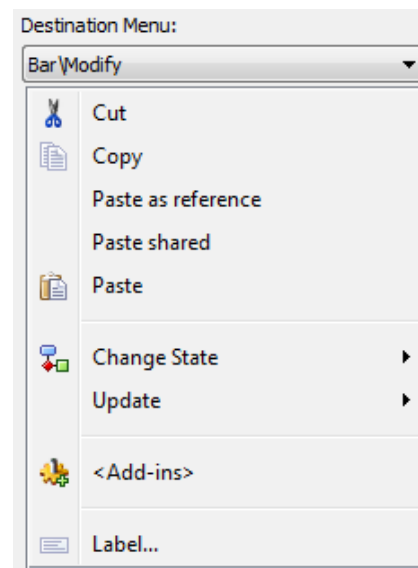 Destination Menu:
Bar\Modify
Cut
Copy
Paste as reference
Paste shared
Paste
Change State
Update
<Add-ins>
Label...